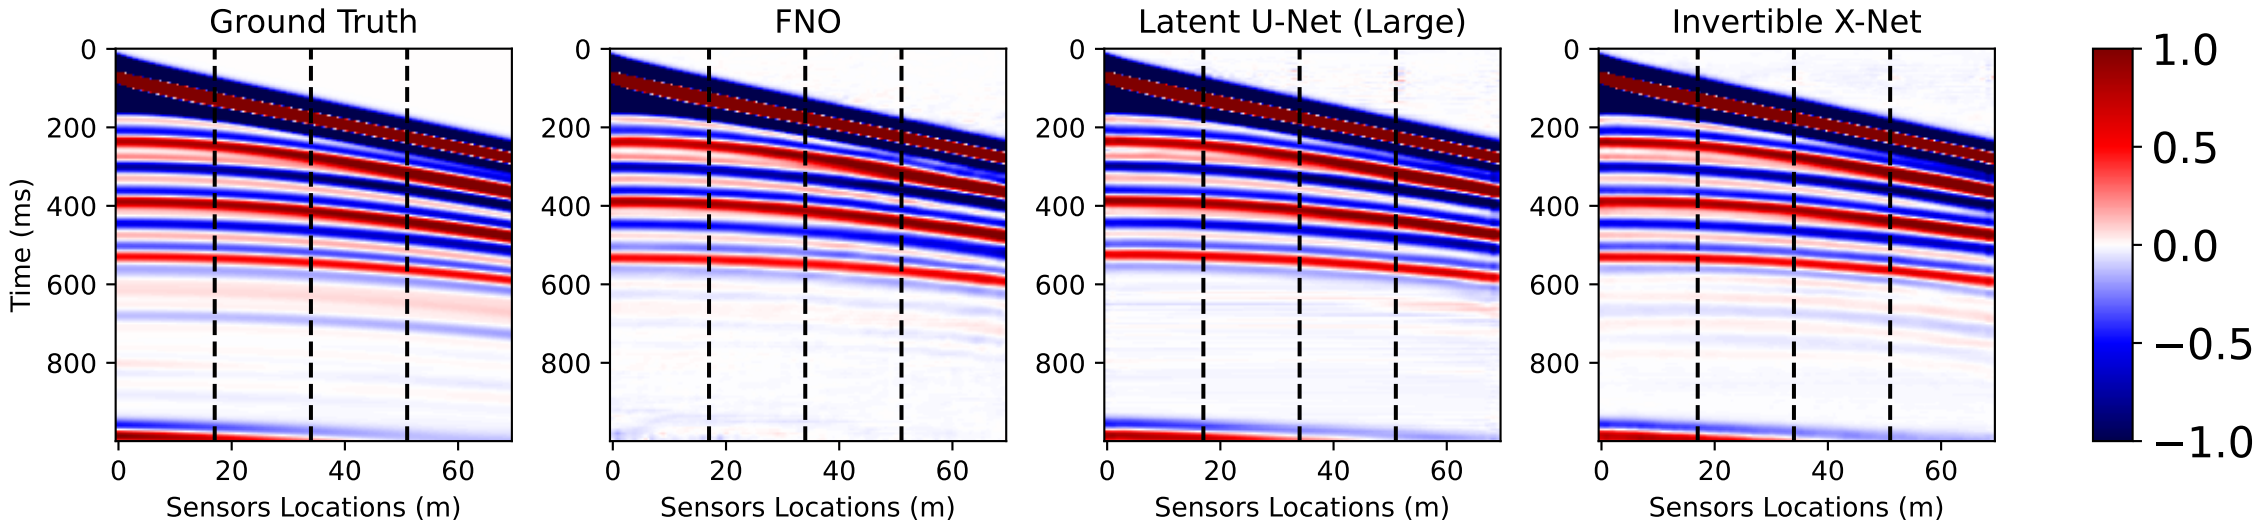 Ground Truth
FNO
Latent U-Net (Large)
Invertible X-Net
0
200
400
600
800
Time (ms)
0
200
400
600
800
0
200
400
600
800
0
200
400
600
800
0 20 40 60
0 20 40 60
0 20 40 60
0 20 40 60
Sensors Locations (m)
Sensors Locations (m)
Sensors Locations (m)
Sensors Locations (m)
1.0
0.5
0.0
−0.5
−1.0